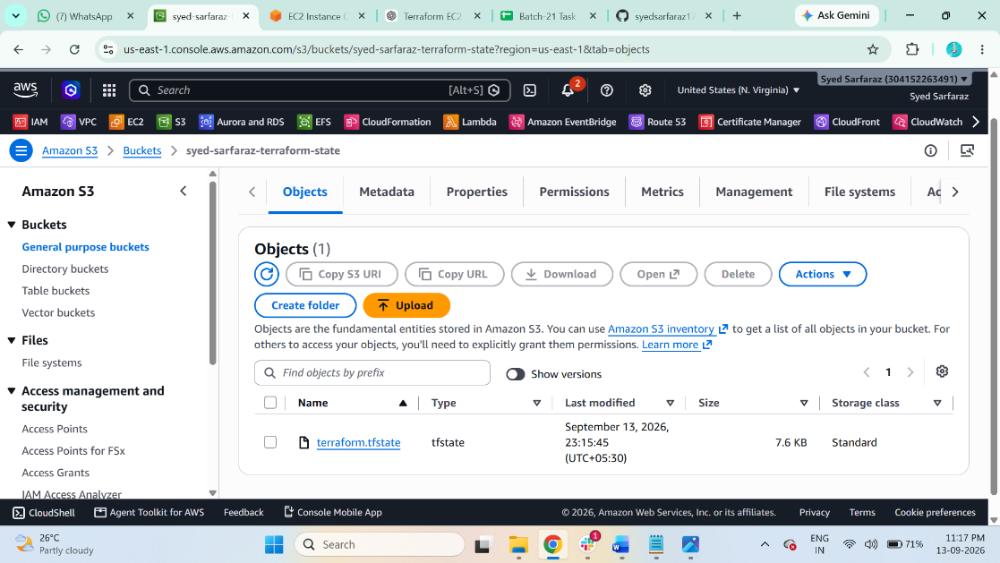 (7) WhatsApp
syed-sarfaraz-
EC2 Instance C
Terraform EC2
Batch-21 Task
syedsarfaraz17
Ask Gemini
us-east-1.console.aws.amazon.com/s3/buckets/syed-sarfaraz-terraform-state?region=us-east-1&tab=objects
aws
Search
[Alt+S]
2
United States (N. Virginia)
Syed Sarfaraz (304152263491)
Syed Sarfaraz
IAM
VPC
EC2
S3
Aurora and RDS
EFS
CloudFormation
Lambda
Amazon EventBridge
Route 53
Certificate Manager
CloudFront
CloudWatch
Amazon S3
Buckets
syed-sarfaraz-terraform-state
Amazon S3
Buckets
General purpose buckets
Directory buckets
Table buckets
Vector buckets
Files
File systems
Access management and
security
Access Points
Access Points for FSx
Access Grants
IAM Access Analyzer
Objects
Metadata
Properties
Permissions
Metrics
Management
File systems
Ac
Objects (1)
Copy S3 URI
Copy URL
Download
Open
Delete
Actions
Create folder
Upload
Objects are the fundamental entities stored in Amazon S3. You can use Amazon S3 inventory to get a list of all objects in your bucket. For
others to access your objects, you'll need to explicitly grant them permissions. Learn more
Find objects by prefix
Show versions
1
Name
Type
Last modified
Size
Storage class
terraform.tfstate
tfstate
September 13, 2026,
23:15:45
(UTC+05:30)
7.6 KB
Standard
CloudShell
Agent Toolkit for AWS
Feedback
Console Mobile App
© 2026, Amazon Web Services, Inc. or its affiliates.
Privacy
Terms
Cookie preferences
26°C
Partly cloudy
Search
1
ENG
IN
71%
11:17 PM
13-09-2026